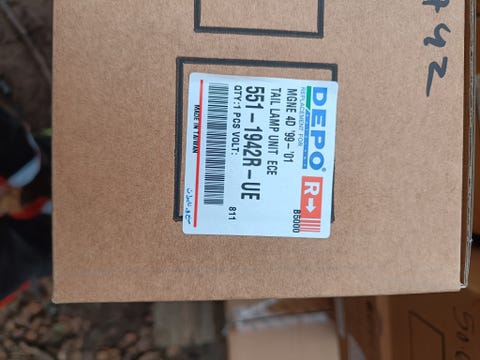 DEPO®
REPLACEMENT FOR
R→
MGNE 4D '99-'01
B5000
TAIL LAMP UNIT ECE
551-1942R-UE
QTY:1 PCS VOLT:
811
MADE IN TAIWAN
42